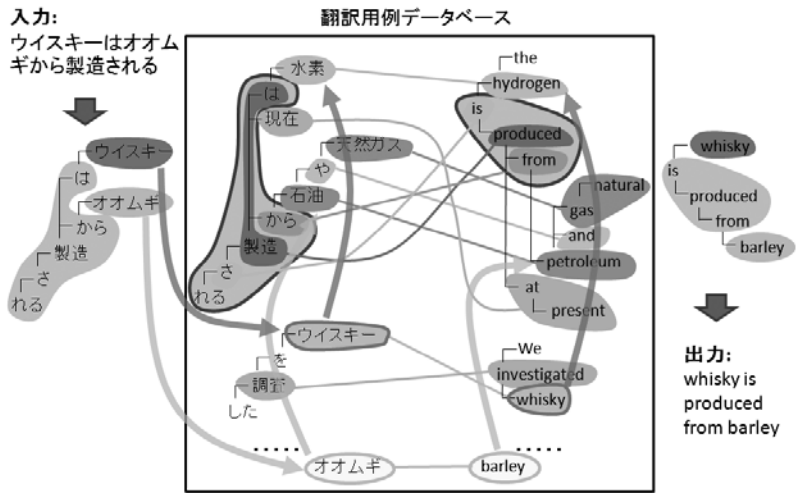 入力:
ウイスキーはオオム
ギから製造される
翻訳用例データベース
ウイスキー
は
オオムギ
から
製造
さ
れる
水素
は
現在
天然ガス
や
石油
から
製造
さ
れる
ウイスキー
を
調査
した
.....
オオムギ
the
hydrogen
is
produced
from
natural
gas
and
petroleum
at
present
We
investigated
whisky
.....
barley
whisky
is
produced
from
barley
出力:
whisky is
produced
from barley